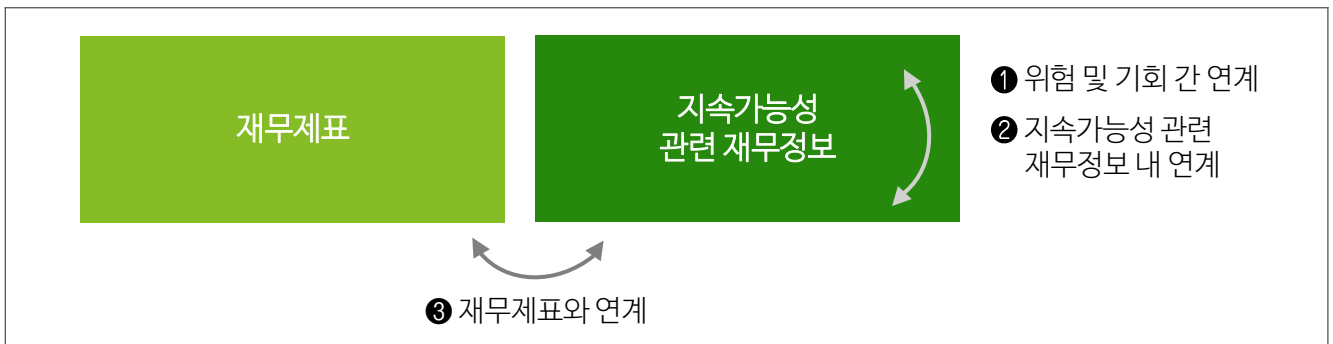 재무제표
지속가능성
관련 재무정보
❶ 위험 및 기회 간 연계
❷ 지속가능성 관련
재무정보 내 연계
❸ 재무제표와 연계